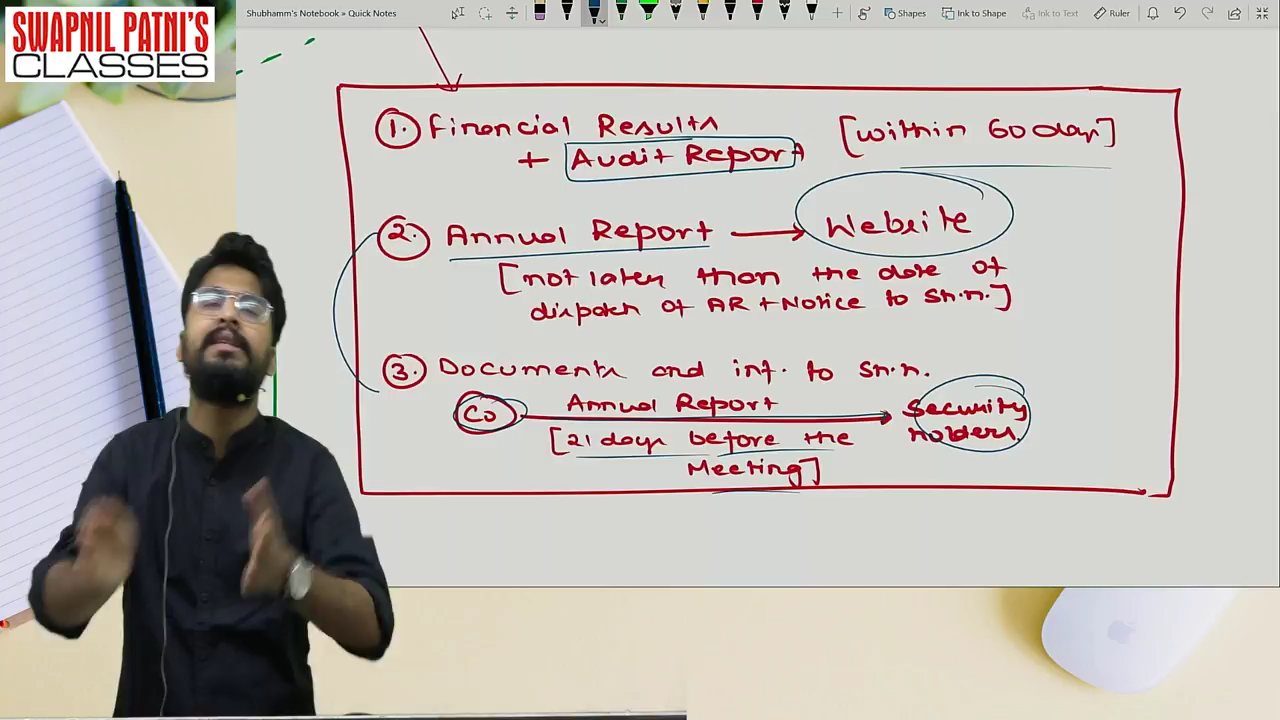 SWAPNIL PATNI'S
CLASSES
Shubhamm's Notebook » Quick Notes
Shapes
Ink to Shape
Ink to Text
Ruler
1. Financial Results [within 60 days]
+ Audit Report
2. Annual Report → Website
[not later than the date of
dispatch of AR + Notice to Sh.h.]
3. Documents and inf. to Sh.h.
Co Annual Report Security
holders
[21 days before the
Meeting]